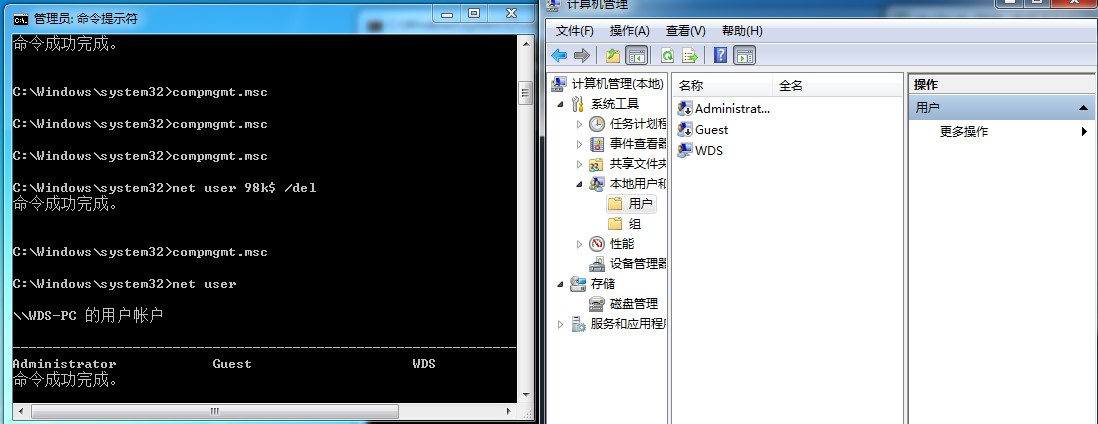 管理员: 命令提示符
命令成功完成。
C:\Windows\system32>compmgmt.msc
C:\Windows\system32>compmgmt.msc
C:\Windows\system32>compmgmt.msc
C:\Windows\system32>net user 98k$ /del
命令成功完成。
C:\Windows\system32>compmgmt.msc
C:\Windows\system32>net user
\\WDS-PC 的用户帐户
Administrator Guest WDS
命令成功完成。
计算机管理
文件(F) 操作(A) 查看(V) 帮助(H)
计算机管理(本地)
系统工具
任务计划程
事件查看器
共享文件夹
本地用户和
用户
组
性能
设备管理器
存储
磁盘管理
服务和应用程序
名称 全名
Administrat...
Guest
WDS
操作
用户
更多操作